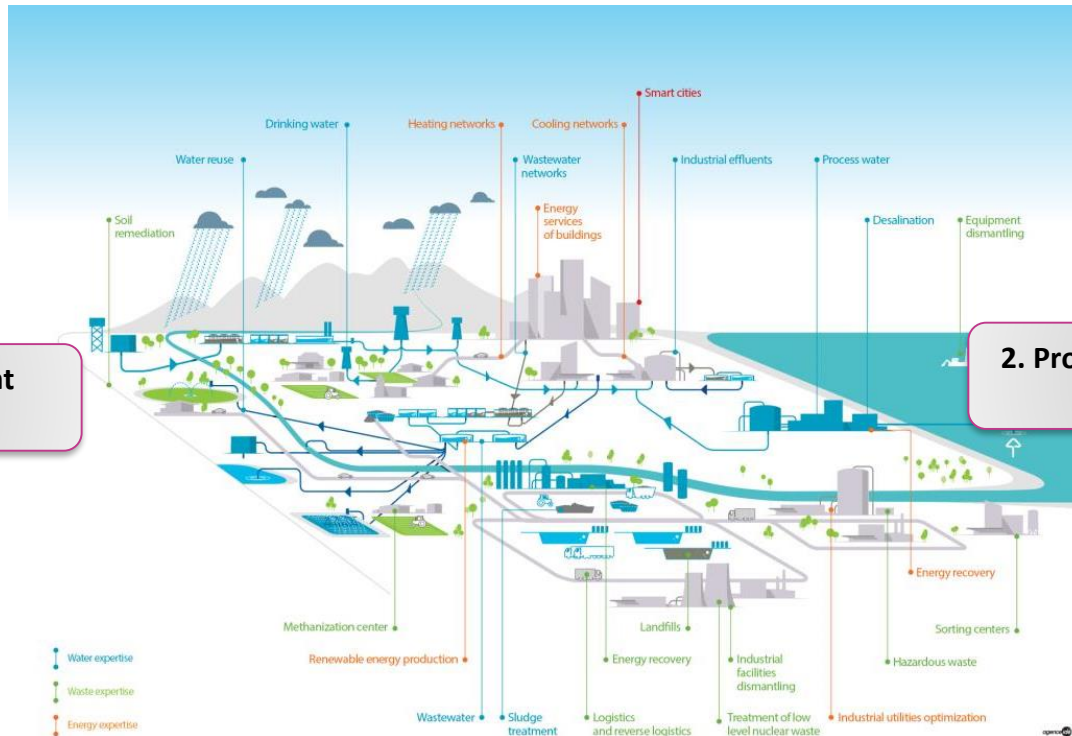 Smart cities
Drinking water
Heating networks
Cooling networks
Water reuse
Wastewater
networks
Industrial effluents
Process water
Soil
remediation
Energy
services
of buildings
Desalination
Equipment
dismantling
2. Pro
Energy recovery
Methanization center
Landfills
Sorting centers
Renewable energy production
Energy recovery
Industrial
facilities
dismantling
Hazardous waste
Water expertise
Waste expertise
Energy expertise
Wastewater
Sludge
treatment
Logistics
and reverse logistics
Treatment of low
level nuclear waste
Industrial utilities optimization